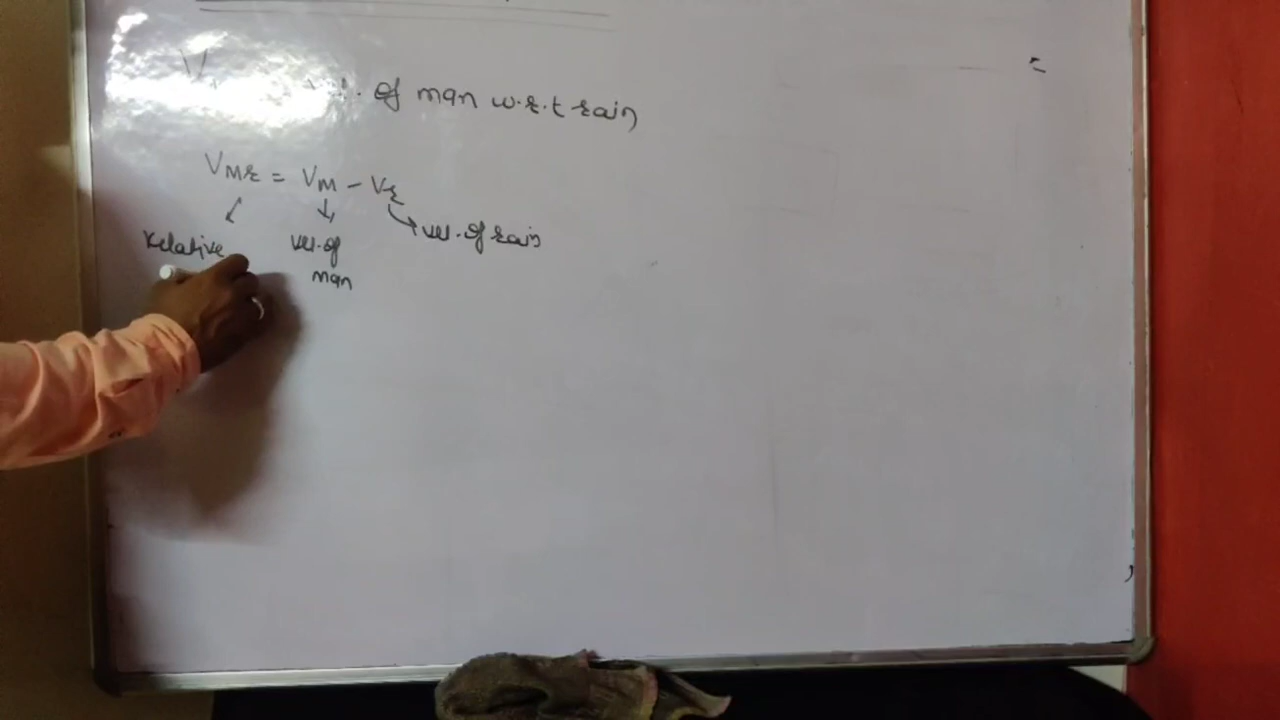 V of man w.r.t rain
VMr = VM - Vr
Relative vel. of vel. of rain
man